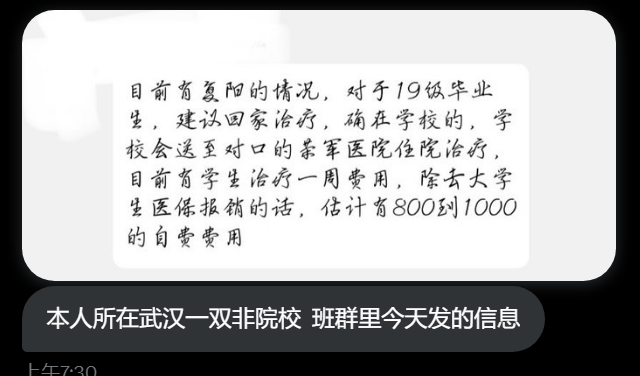 目前有复阳的情况，对于19级毕业
生，建议回家治疗，确在学校的，学
校会送至对口的荣军医院住院治疗，
目前有学生治疗一周费用，除去大学
生医保报销的话，估计有800到1000
的自费费用
本人所在武汉一双非院校 班群里今天发的信息
上午7:30